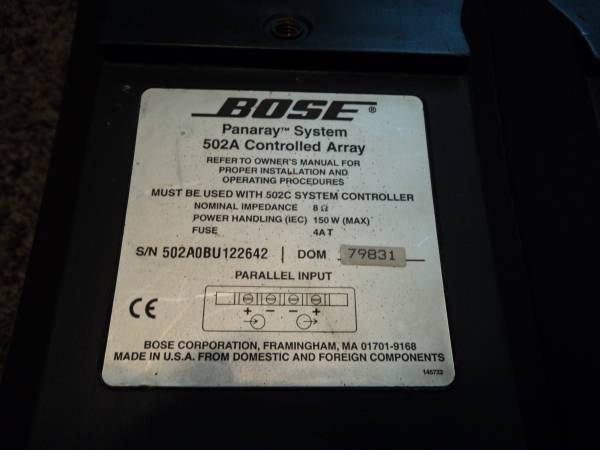 BOSE®
Panaray™ System
502A Controlled Array
REFER TO OWNER'S MANUAL FOR
PROPER INSTALLATION AND
OPERATING PROCEDURES
MUST BE USED WITH 502C SYSTEM CONTROLLER
NOMINAL IMPEDANCE 8 Ω
POWER HANDLING (IEC) 150 W (MAX)
FUSE 4A T
S/N 502A0BU122642 | DOM 79831
PARALLEL INPUT
+ − − +
CE
BOSE CORPORATION, FRAMINGHAM, MA 01701-9168
MADE IN U.S.A. FROM DOMESTIC AND FOREIGN COMPONENTS
145732